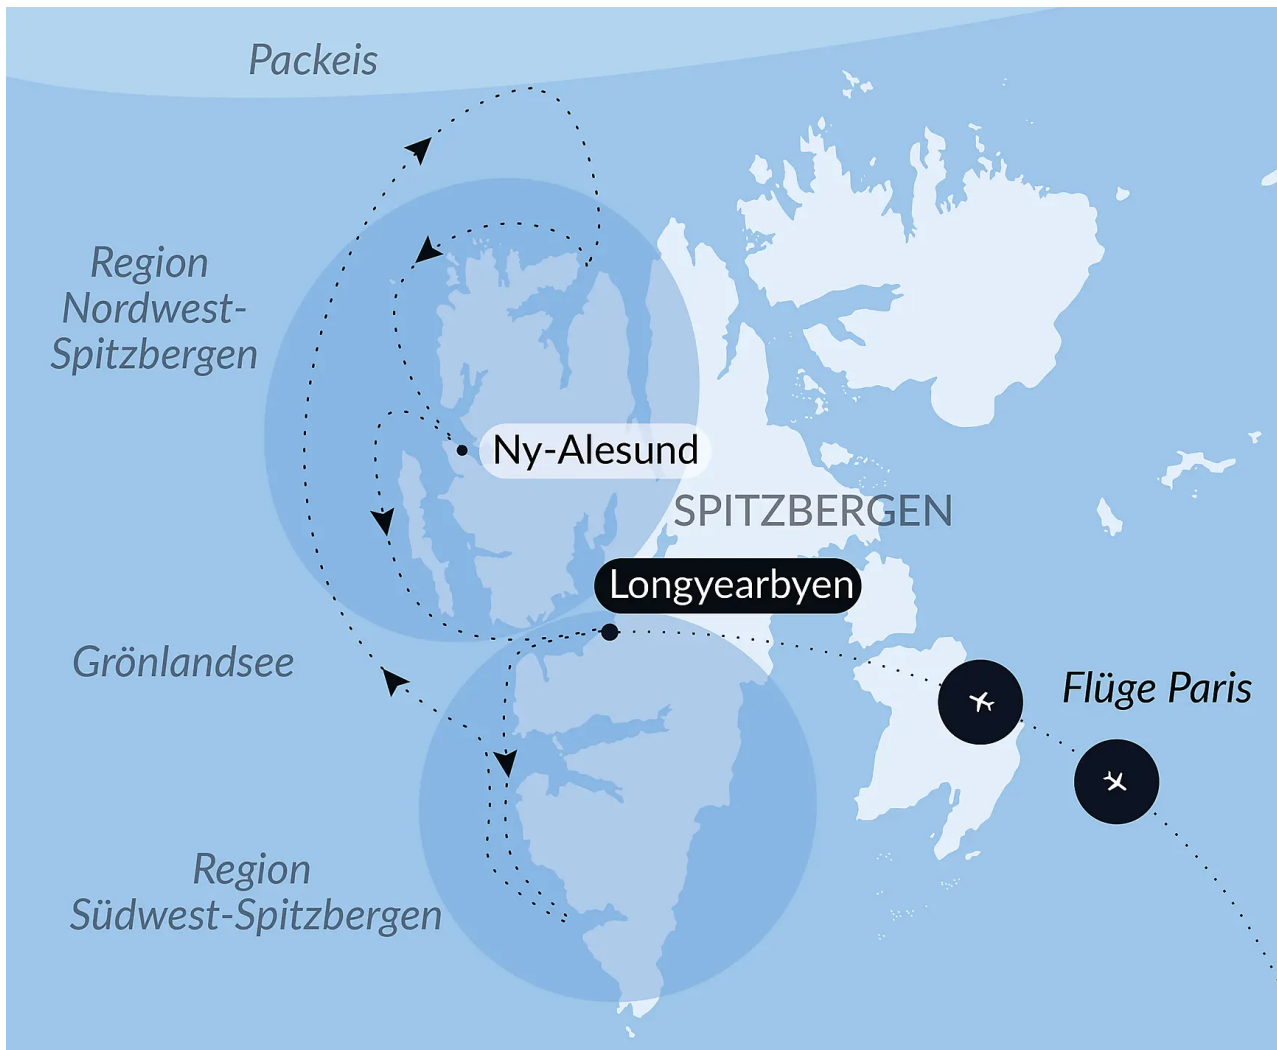 Packeis
Region
Nordwest-
Spitzbergen
Ny-Alesund
SPITZBERGEN
Longyearbyen
Grönlandsee
Flüge Paris
Region
Südwest-Spitzbergen